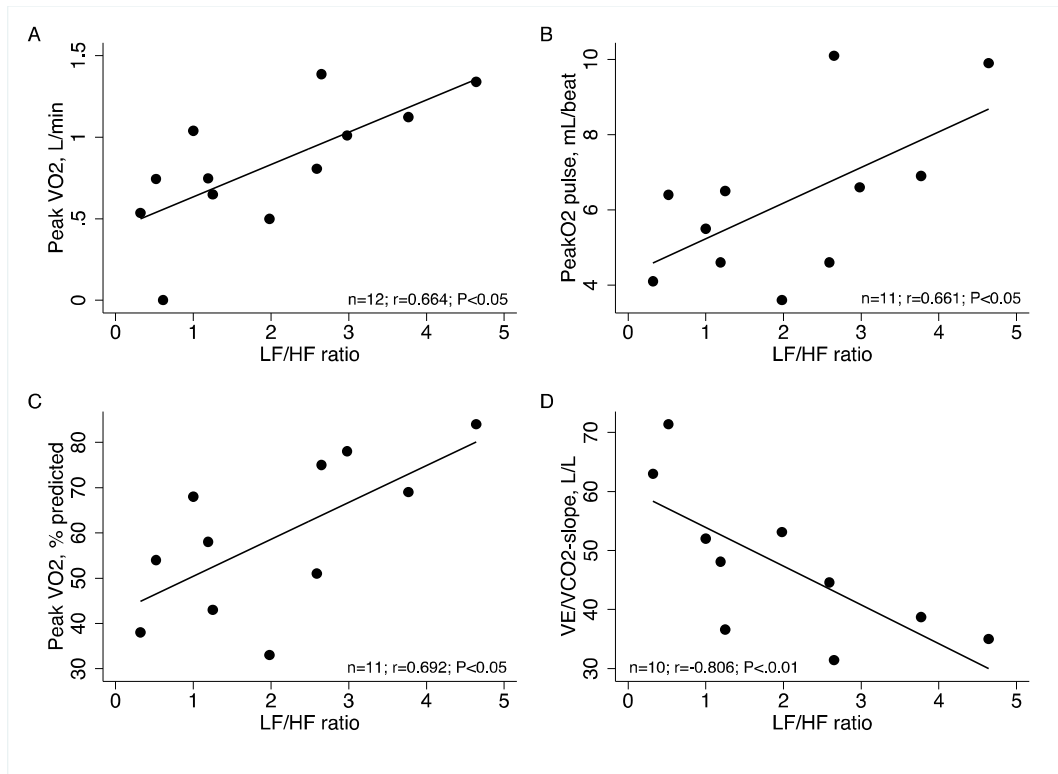 A
Peak VO2, L/min
1.5
1
.5
0
n=12; r=0.664; P<0.05
0 1 2 3 4 5
LF/HF ratio
B
PeakO2 pulse, mL/beat
10
8
6
4
n=11; r=0.661; P<0.05
0 1 2 3 4 5
LF/HF ratio
C
Peak VO2, % predicted
80
70
60
50
40
30
n=11; r=0.692; P<0.05
0 1 2 3 4 5
LF/HF ratio
D
VE/VCO2-slope, L/L
70
60
50
40
30
n=10; r=-0.806; P<.01
0 1 2 3 4 5
LF/HF ratio